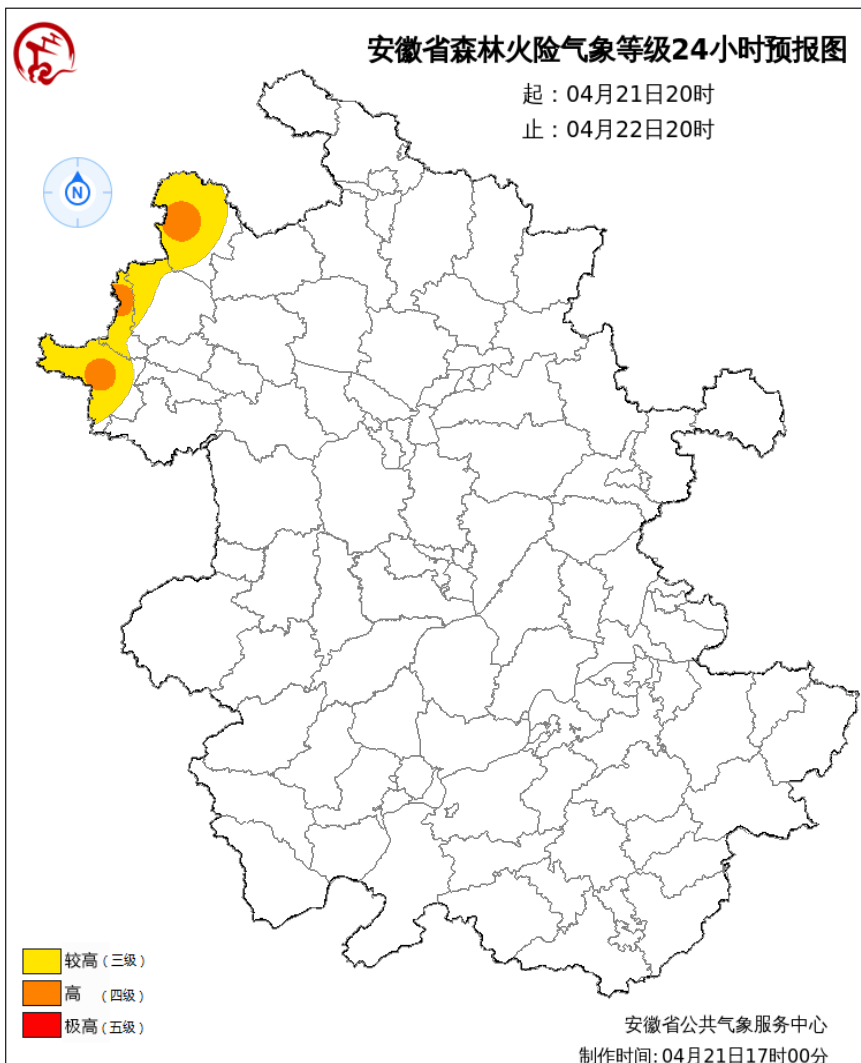 安徽省森林火险气象等级24小时预报图
起：04月21日20时
止：04月22日20时
N
较高（三级）
高 （四级）
极高（五级）
安徽省公共气象服务中心
制作时间：04月21日17时00分